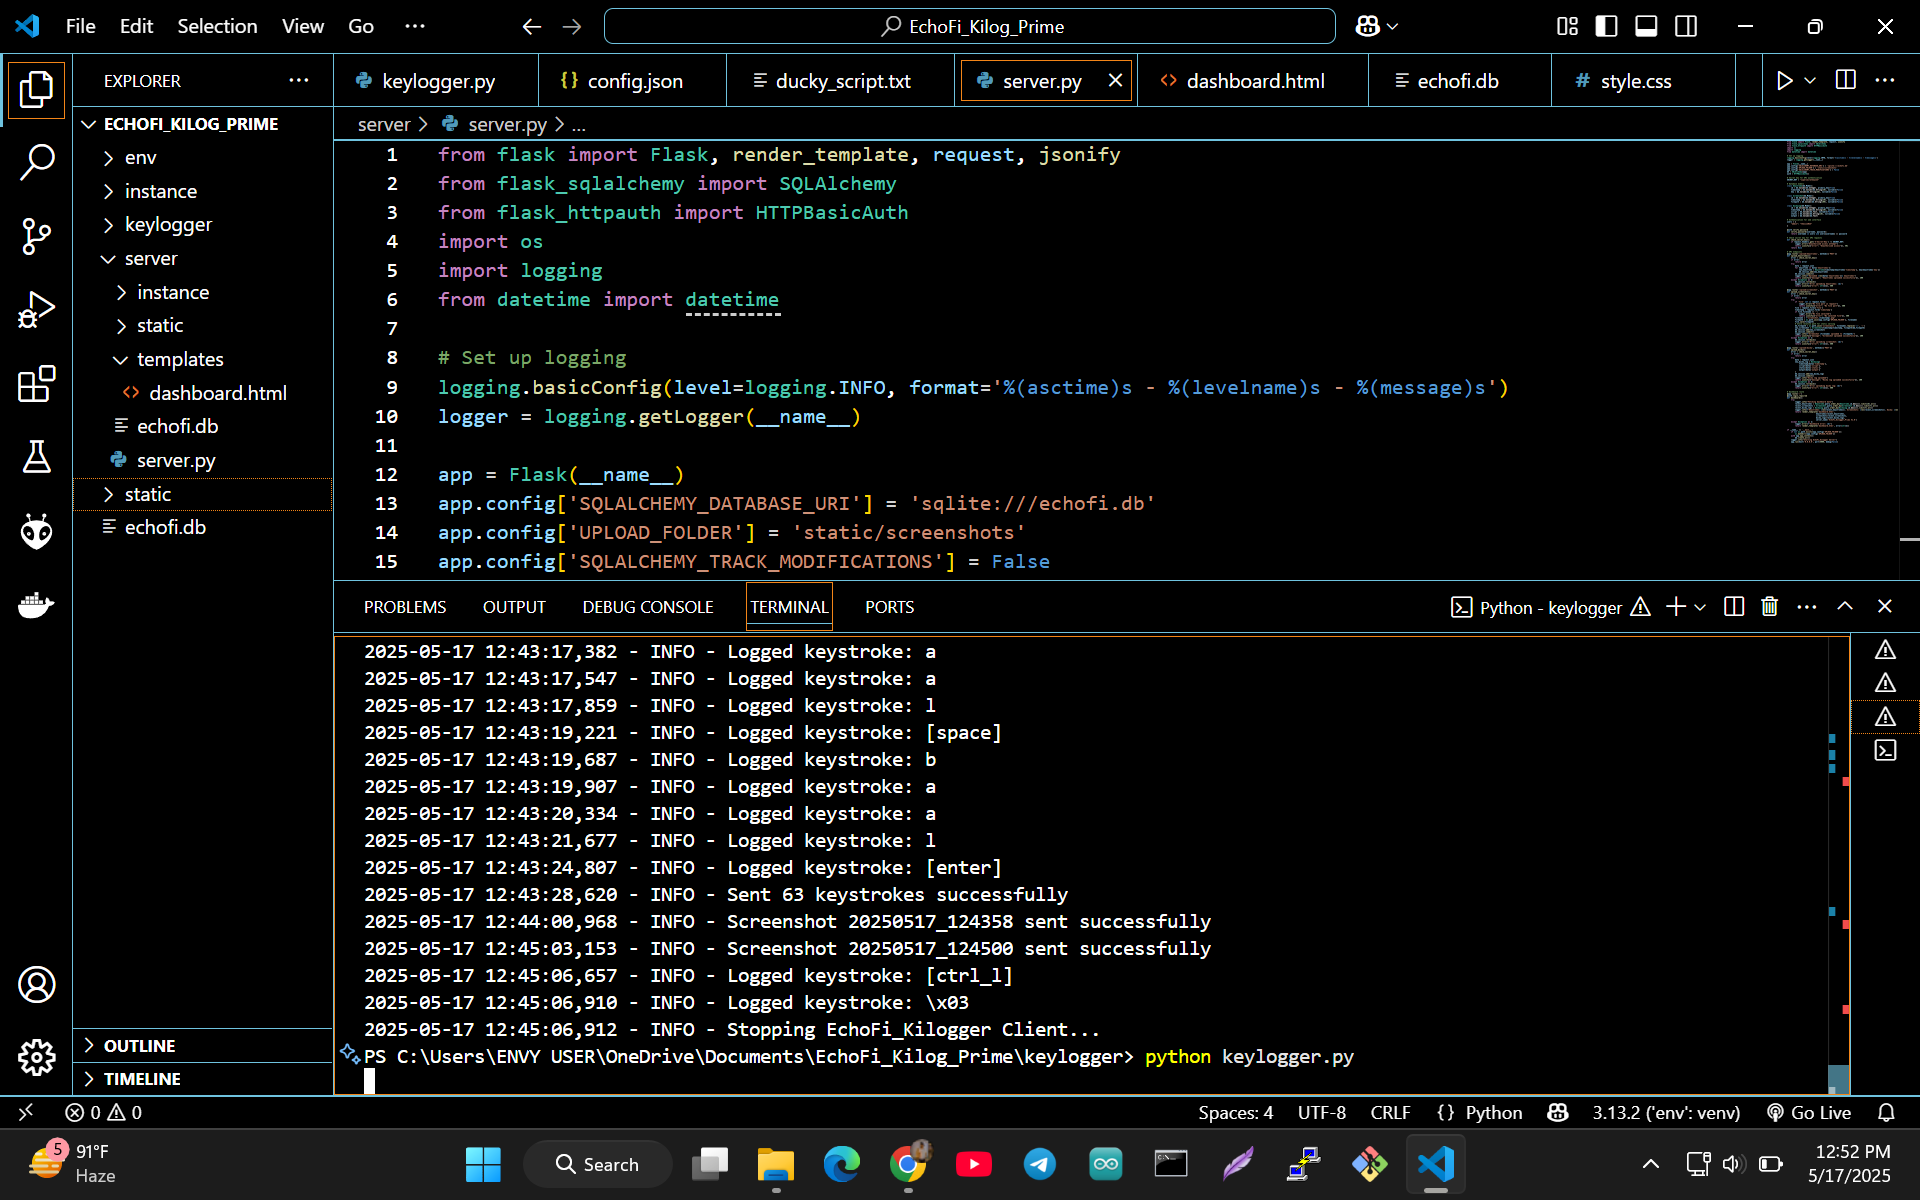 File Edit Selection View Go ···
EchoFi_Kilog_Prime
EXPLORER ···
keylogger.py
{} config.json
ducky_script.txt
server.py
<> dashboard.html
echofi.db
# style.css
ECHOFI_KILOG_PRIME
env
instance
keylogger
server
instance
static
templates
<> dashboard.html
echofi.db
server.py
static
echofi.db
OUTLINE
TIMELINE
server > server.py > ...
1 from flask import Flask, render_template, request, jsonify
2 from flask_sqlalchemy import SQLAlchemy
3 from flask_httpauth import HTTPBasicAuth
4 import os
5 import logging
6 from datetime import datetime
7
8 # Set up logging
9 logging.basicConfig(level=logging.INFO, format='%(asctime)s - %(levelname)s - %(message)s')
10 logger = logging.getLogger(__name__)
11
12 app = Flask(__name__)
13 app.config['SQLALCHEMY_DATABASE_URI'] = 'sqlite:///echofi.db'
14 app.config['UPLOAD_FOLDER'] = 'static/screenshots'
15 app.config['SQLALCHEMY_TRACK_MODIFICATIONS'] = False
PROBLEMS OUTPUT DEBUG CONSOLE TERMINAL PORTS
Python - keylogger
2025-05-17 12:43:17,382 - INFO - Logged keystroke: a
2025-05-17 12:43:17,547 - INFO - Logged keystroke: a
2025-05-17 12:43:17,859 - INFO - Logged keystroke: l
2025-05-17 12:43:19,221 - INFO - Logged keystroke: [space]
2025-05-17 12:43:19,687 - INFO - Logged keystroke: b
2025-05-17 12:43:19,907 - INFO - Logged keystroke: a
2025-05-17 12:43:20,334 - INFO - Logged keystroke: a
2025-05-17 12:43:21,677 - INFO - Logged keystroke: l
2025-05-17 12:43:24,807 - INFO - Logged keystroke: [enter]
2025-05-17 12:43:28,620 - INFO - Sent 63 keystrokes successfully
2025-05-17 12:44:00,968 - INFO - Screenshot 20250517_124358 sent successfully
2025-05-17 12:45:03,153 - INFO - Screenshot 20250517_124500 sent successfully
2025-05-17 12:45:06,657 - INFO - Logged keystroke: [ctrl_l]
2025-05-17 12:45:06,910 - INFO - Logged keystroke: \x03
2025-05-17 12:45:06,912 - INFO - Stopping EchoFi_Kilogger Client...
PS C:\Users\ENVY USER\OneDrive\Documents\EchoFi_Kilog_Prime\keylogger> python keylogger.py
0 0
Spaces: 4 UTF-8 CRLF {} Python 3.13.2 ('env': venv) Go Live
5
91°F
Haze
Search
12:52 PM
5/17/2025